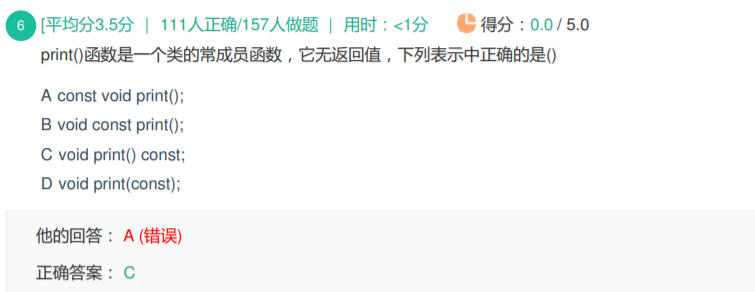 6 [平均分3.5分 | 111人正确/157人做题 | 用时：<1分 得分：0.0 / 5.0
print()函数是一个类的常成员函数，它无返回值，下列表示中正确的是()
A const void print();
B void const print();
C void print() const;
D void print(const);
他的回答： A (错误)
正确答案： C